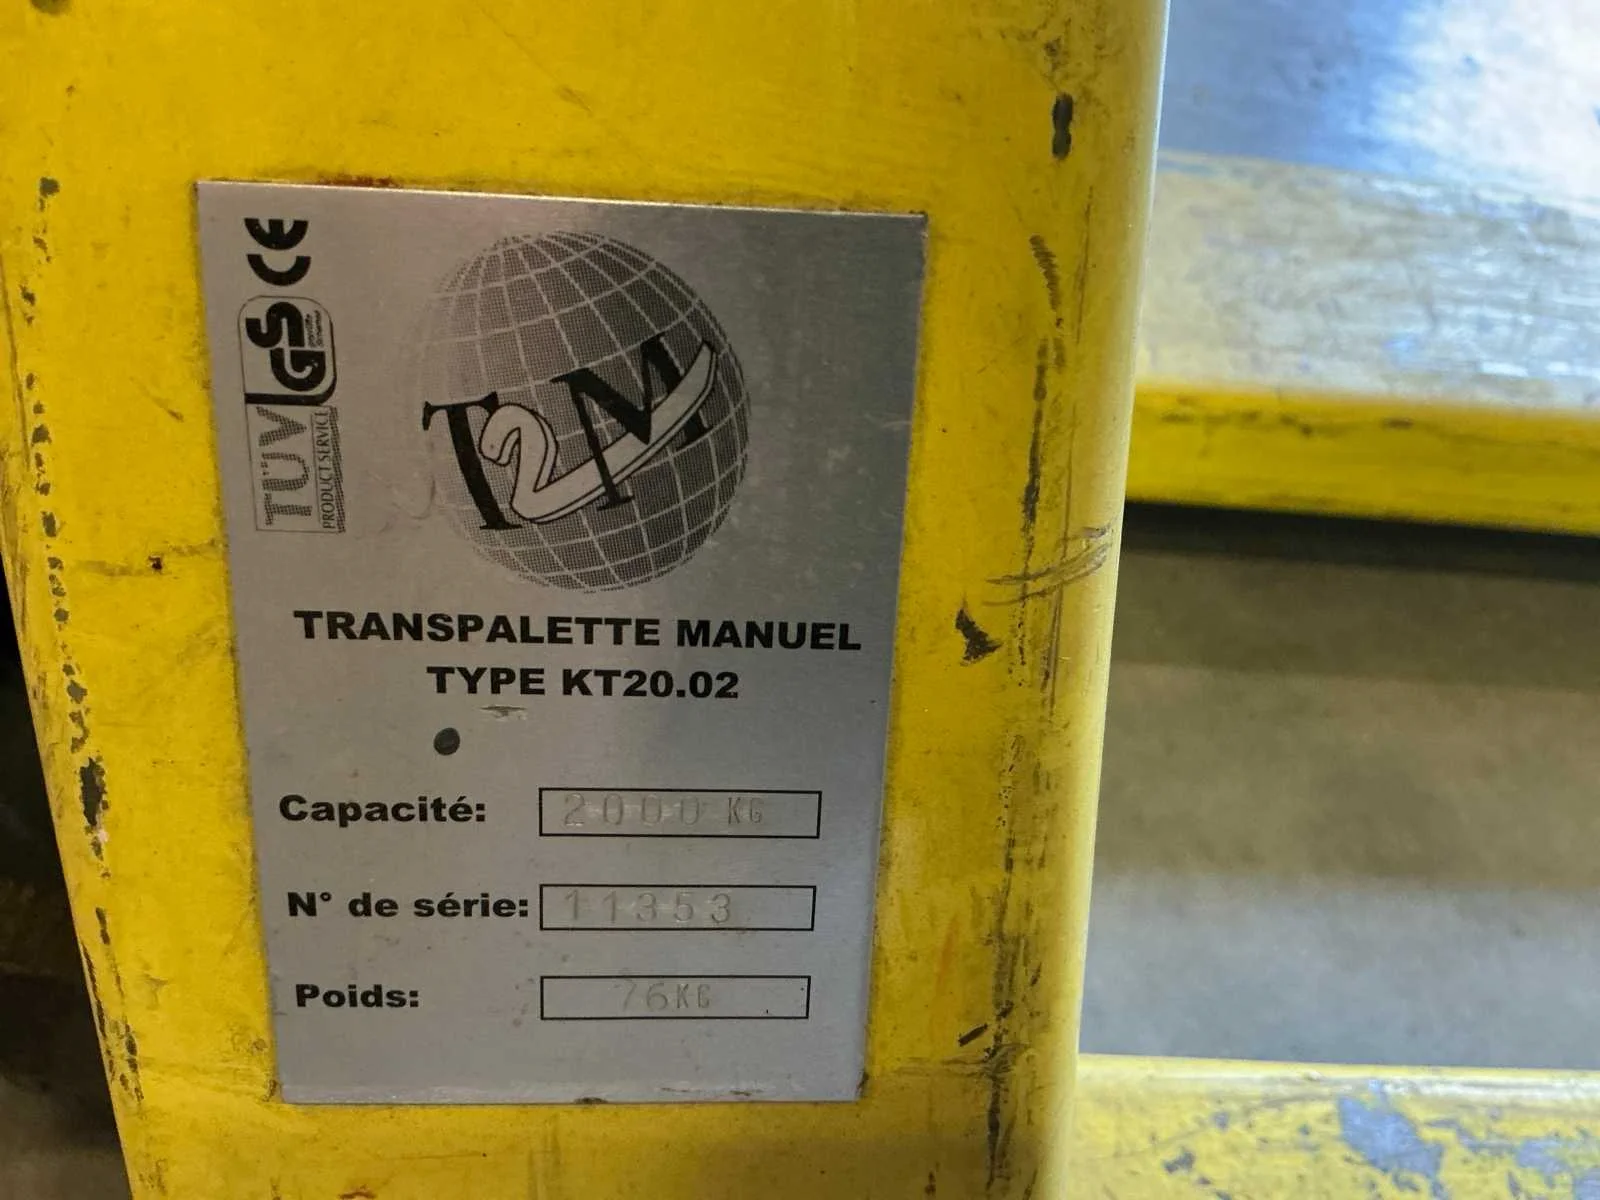 CE
GS
TÜV
PRODUCT SERVICE
T2M
TRANSPALETTE MANUEL
TYPE KT20.02
Capacité: 2000 KG
N° de série: 11353
Poids: 76KG